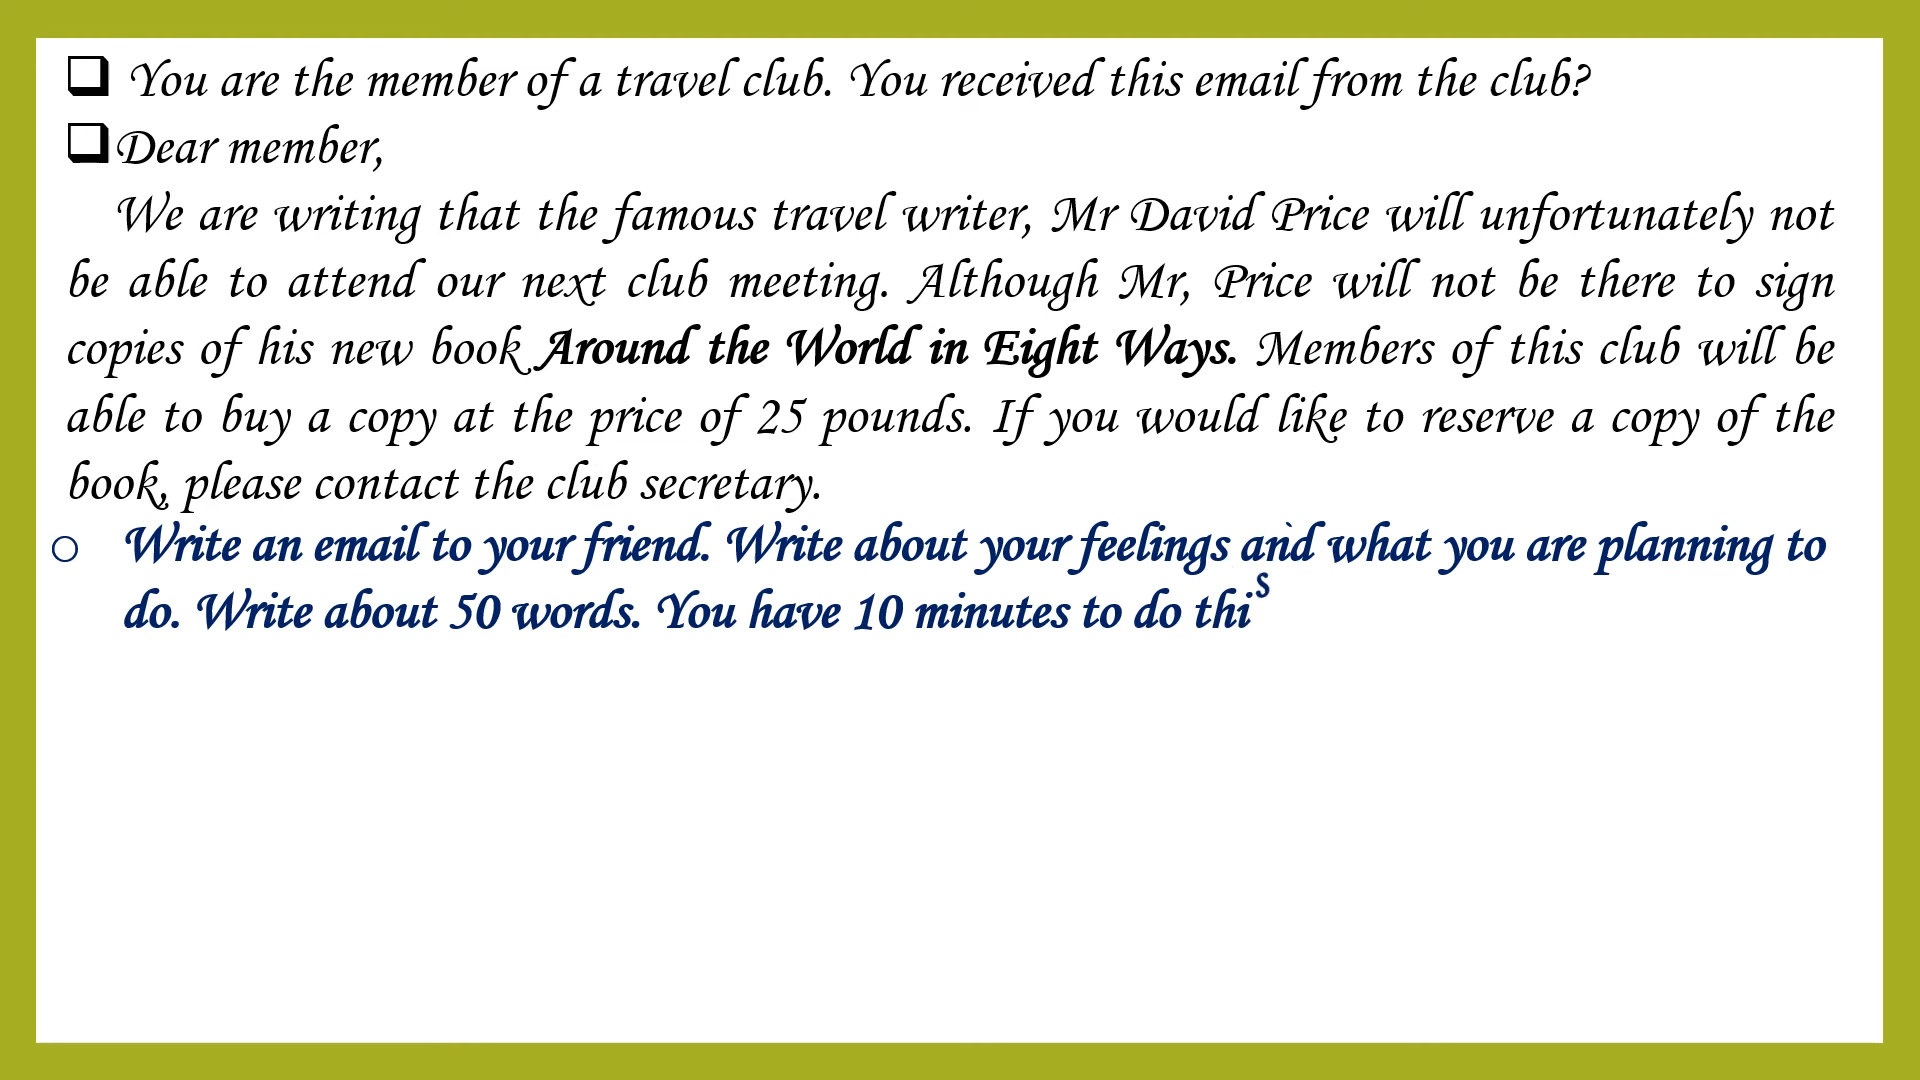 You are the member of a travel club. You received this email from the club?
Dear member,
We are writing that the famous travel writer, Mr David Price will unfortunately not
be able to attend our next club meeting. Although Mr, Price will not be there to sign
copies of his new book Around the World in Eight Ways. Members of this club will be
able to buy a copy at the price of 25 pounds. If you would like to reserve a copy of the
book, please contact the club secretary.
Write an email to your friend. Write about your feelings and what you are planning to
do. Write about 50 words. You have 10 minutes to do this